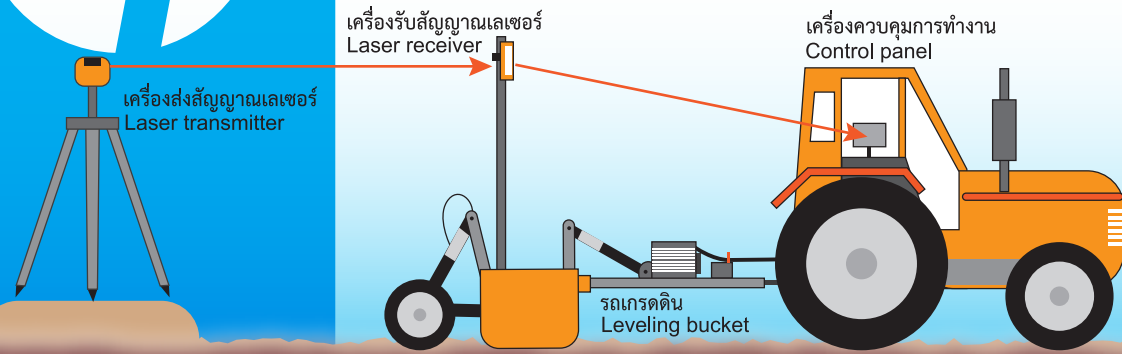 เครื่องรับสัญญาณเลเซอร์
Laser receiver
เครื่องควบคุมการทำงาน
Control panel
เครื่องส่งสัญญาณเลเซอร์
Laser transmitter
รถเกรดดิน
Leveling bucket